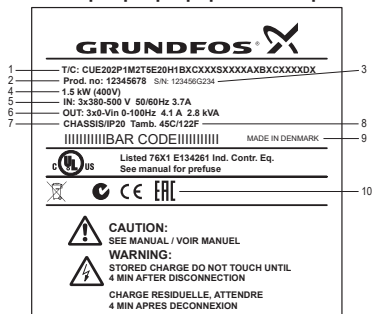 GRUNDFOS
1 T/C: CUE202P1M2T5E20H1BXCXXXSXXXXAXBXCXXXXDX
2 Prod. no: 12345678 S/N: 123456G234 3
4 1.5 kW (400V)
5 IN: 3x380-500 V 50/60Hz 3.7A
6 OUT: 3x0-Vin 0-100Hz 4.1 A 2.8 kVA
7 CHASSIS/IP20 Tamb. 45C/122F 8
BAR CODE MADE IN DENMARK 9
c UL US Listed 76X1 E134261 Ind. Contr. Eq.
See manual for prefuse
CE EAC 10
CAUTION:
SEE MANUAL / VOIR MANUEL
WARNING:
STORED CHARGE DO NOT TOUCH UNTIL
4 MIN AFTER DISCONNECTION
CHARGE RESIDUELLE, ATTENDRE
4 MIN APRES DECONNEXION